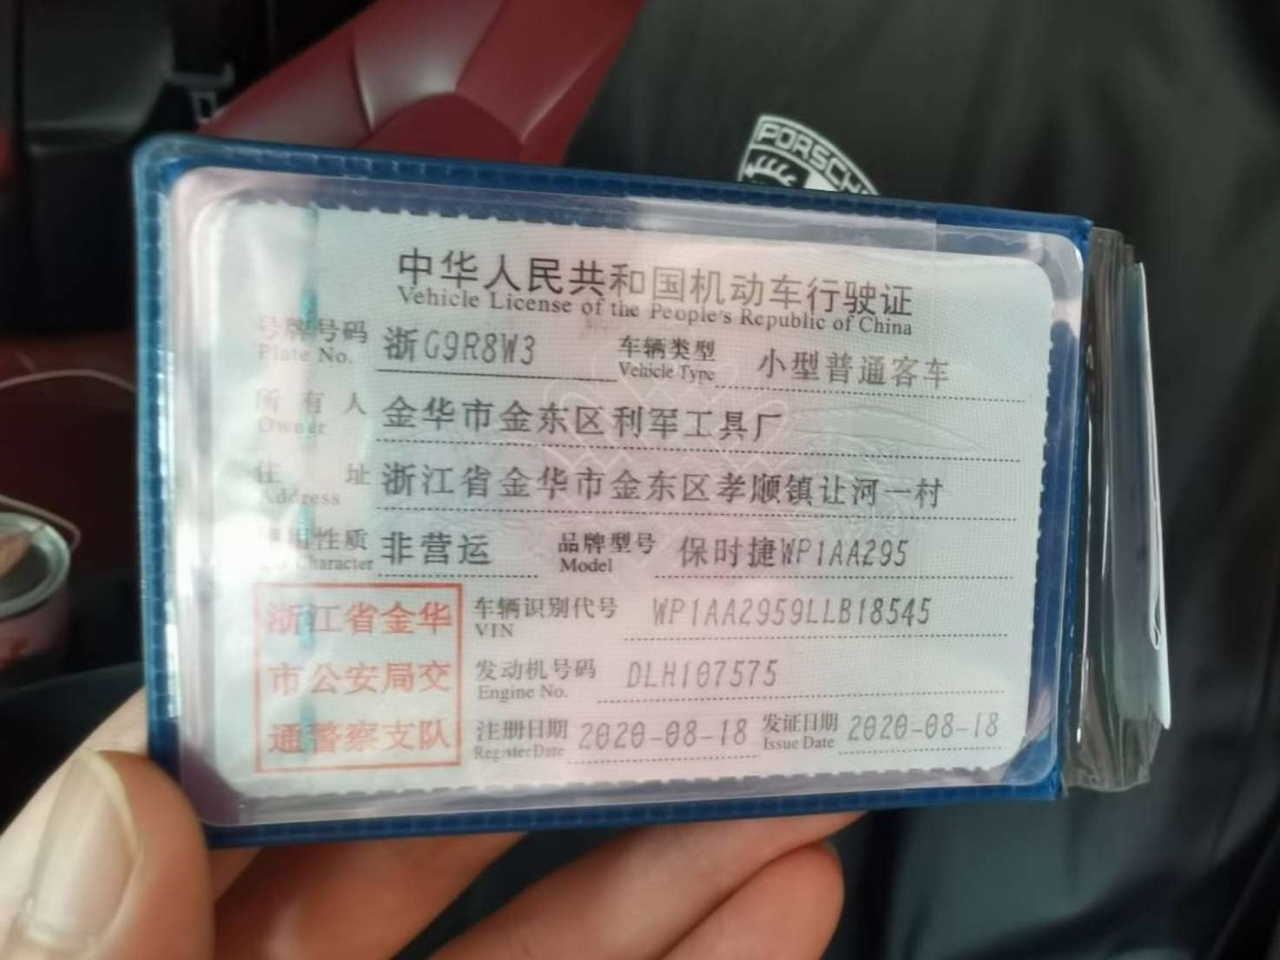 PORSCHE
中华人民共和国机动车行驶证
Vehicle License of the People's Republic of China
号牌号码 浙G9R8W3 车辆类型 小型普通客车
Plate No. Vehicle Type
所有人 金华市金东区利军工具厂
Owner
住址 浙江省金华市金东区孝顺镇让河一村
Address
使用性质 非营运 品牌型号 保时捷WP1AA295
Character Model
浙江省金华
市公安局交
通警察支队
车辆识别代号 WP1AA2959LLB18545
VIN
发动机号码 DLH107575
Engine No.
注册日期 2020-08-18 发证日期 2020-08-18
Register Date Issue Date